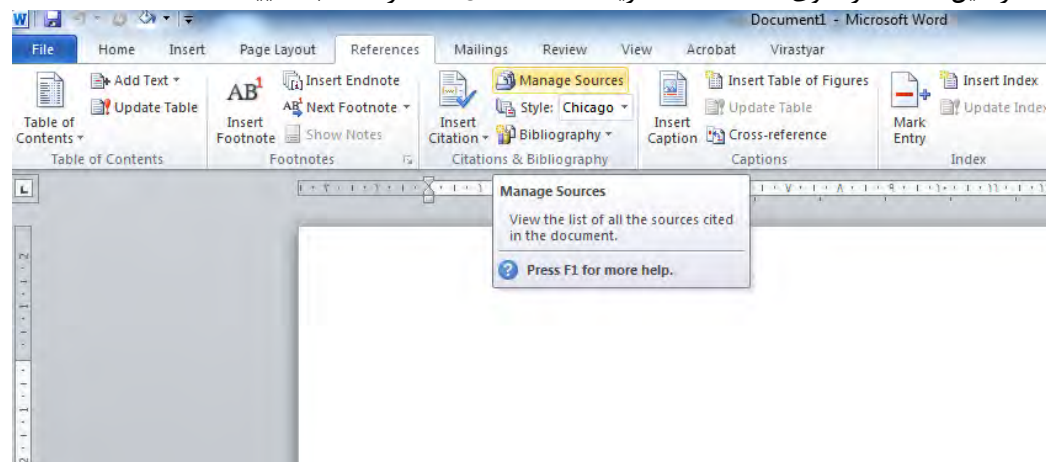 Document1 - Microsoft Word
File Home Insert Page Layout References Mailings Review View Acrobat Virastyar
Table of Contents
Add Text
Update Table
Table of Contents
AB1 Insert Footnote
Insert Endnote
AB1 Next Footnote
Show Notes
Footnotes
Insert Citation
Manage Sources
Style: Chicago
Bibliography
Citations & Bibliography
Insert Caption
Insert Table of Figures
Update Table
Cross-reference
Captions
Mark Entry
Insert Index
Update Index
Index
Manage Sources
View the list of all the sources cited
in the document.
Press F1 for more help.